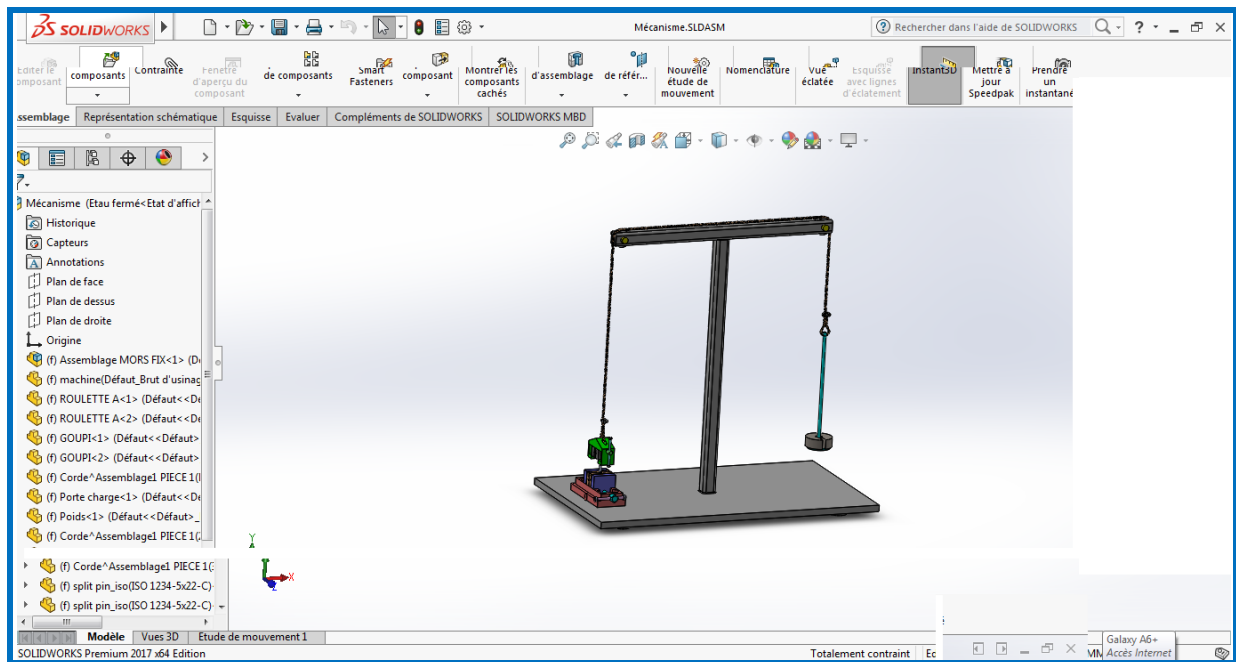 SOLIDWORKS
Mécanisme.SLDASM
Rechercher dans l'aide de SOLIDWORKS
?
composants
Contrainte
d'aperçu du
composant
de composants
Smart
Fasteners
composant
Montrer les
composants
cachés
d'assemblage
de référ...
Nouvelle
étude de
mouvement
Nomenclature
Vue
éclatée
Esquisse
avec lignes
d'éclatement
Instant3D
Mettre à
jour
Speedpak
Prendre
un
instantané
Représentation schématique
Esquisse
Evaluer
Compléments de SOLIDWORKS
SOLIDWORKS MBD
Mécanisme (Etau fermé<Etat d'affich
Historique
Capteurs
Annotations
Plan de face
Plan de dessus
Plan de droite
Origine
(f) Assemblage MORS FIX<1> (D
(f) machine(Défaut_Brut d'usinag
(f) ROULETTE A<1> (Défaut<<De
(f) ROULETTE A<2> (Défaut<<De
(f) GOUPI<1> (Défaut<<Défaut>
(f) GOUPI<2> (Défaut<<Défaut>
(f) Corde^Assemblage1 PIECE 1(
(f) Porte charge<1> (Défaut<<De
(f) Poids<1> (Défaut<<Défaut>_
(f) Corde^Assemblage1 PIECE 1(
(f) Corde^Assemblage1 PIECE 1(
(f) split pin_iso(ISO 1234-5x22-C)
(f) split pin_iso(ISO 1234-5x22-C)
Y
X
Modèle
Vues 3D
Etude de mouvement 1
SOLIDWORKS Premium 2017 x64 Edition
Totalement contraint
Galaxy A6+
Accès Internet